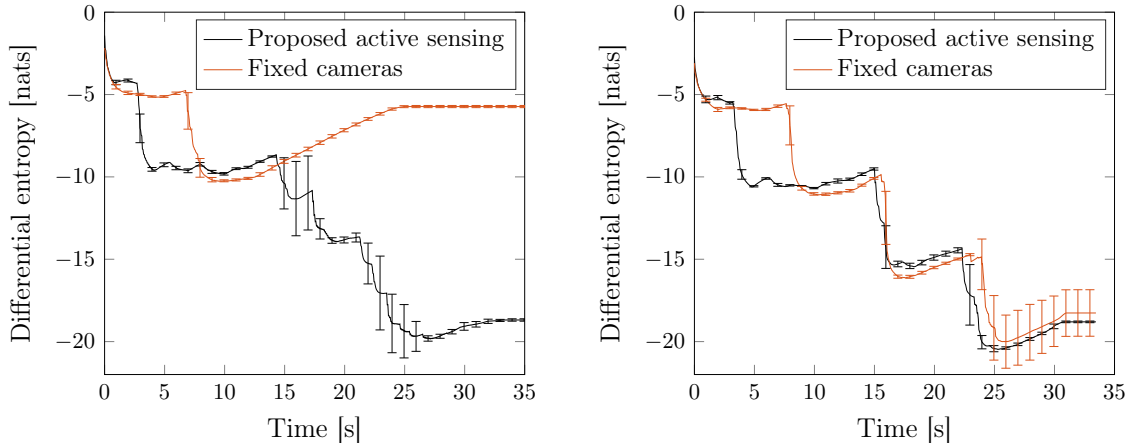 0
−5
−10
−15
−20
Differential entropy [nats]
0 5 10 15 20 25 30 35
Time [s]
Proposed active sensing
Fixed cameras
0
−5
−10
−15
−20
Differential entropy [nats]
0 5 10 15 20 25 30 35
Time [s]
Proposed active sensing
Fixed cameras